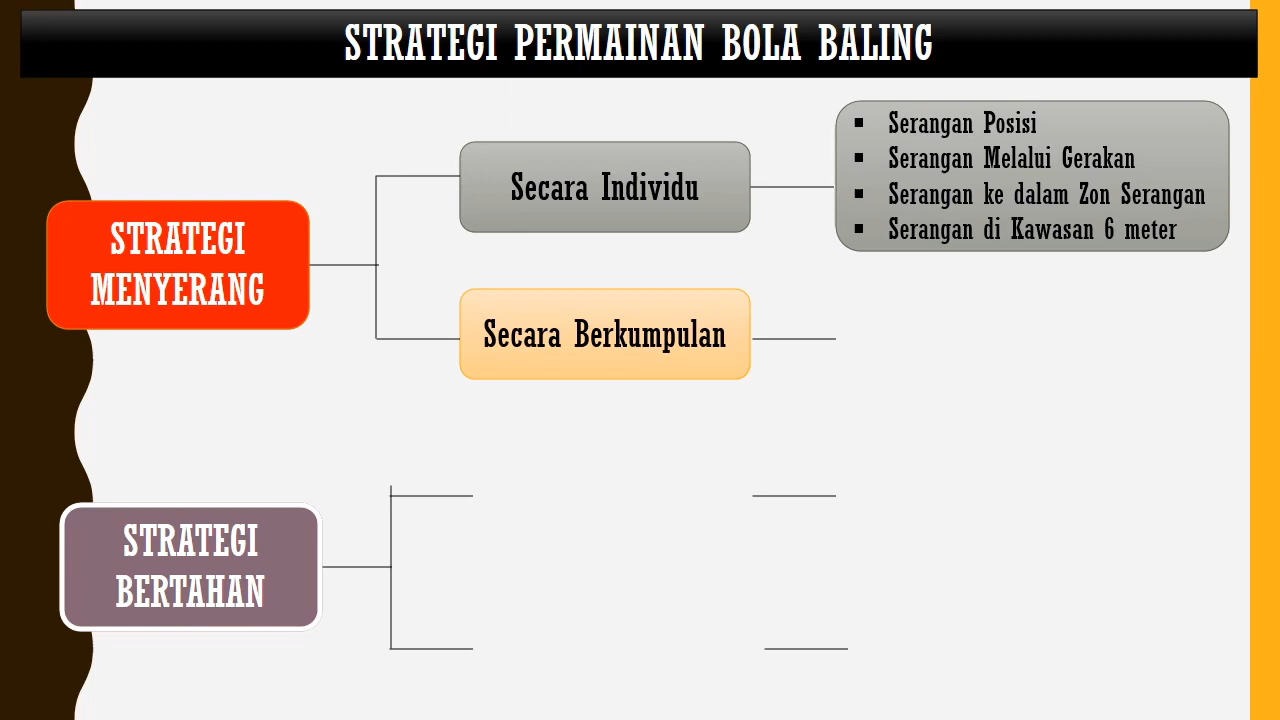 STRATEGI PERMAINAN BOLA BALING
STRATEGI
MENYERANG
Secara Individu
▪ Serangan Posisi
▪ Serangan Melalui Gerakan
▪ Serangan ke dalam Zon Serangan
▪ Serangan di Kawasan 6 meter
Secara Berkumpulan
STRATEGI
BERTAHAN